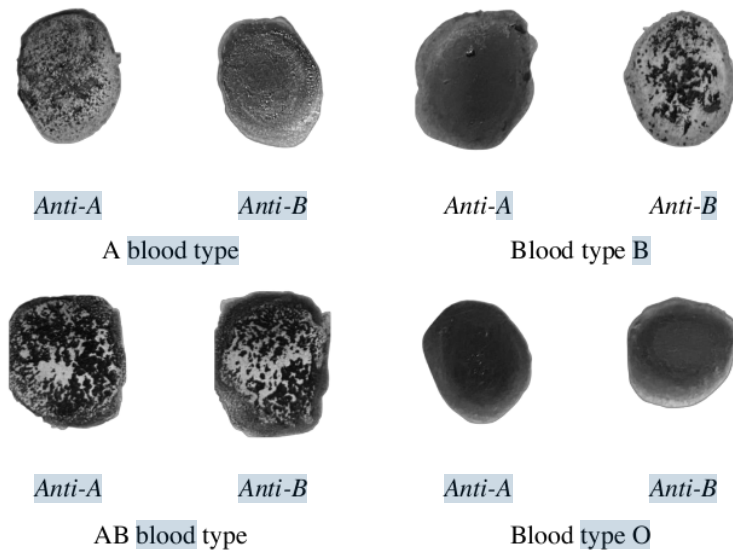 Anti-A Anti-B Anti-A Anti-B
A blood type Blood type B
Anti-A Anti-B Anti-A Anti-B
AB blood type Blood type O